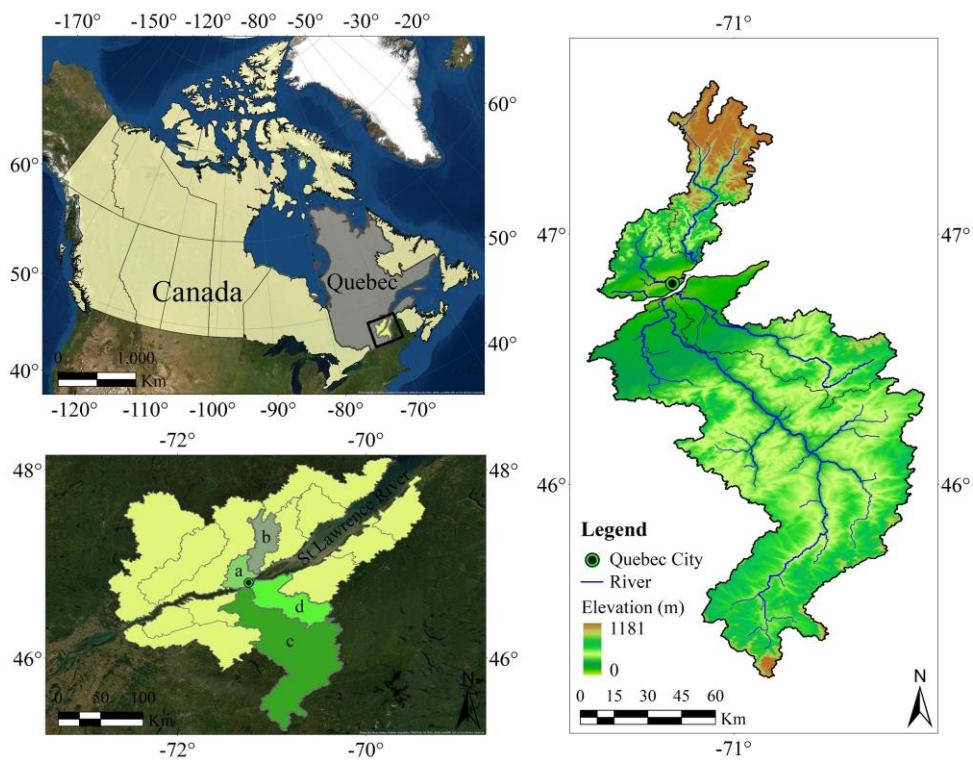 -170° -150° -120° -80° -50° -30° -20°
60°
60°
50°
50°
40°
40°
Canada
Quebec
0 1,000
Km
-120° -110° -100° -90° -80° -70°
-72° -70°
48°
46°
St Lawrence River
b
a
d
c
0 50 100
Km
N
-72° -70°
-71°
47° 47°
46° 46°
Legend
Quebec City
River
Elevation (m)
1181
0
0 15 30 45 60
Km
N
-71°